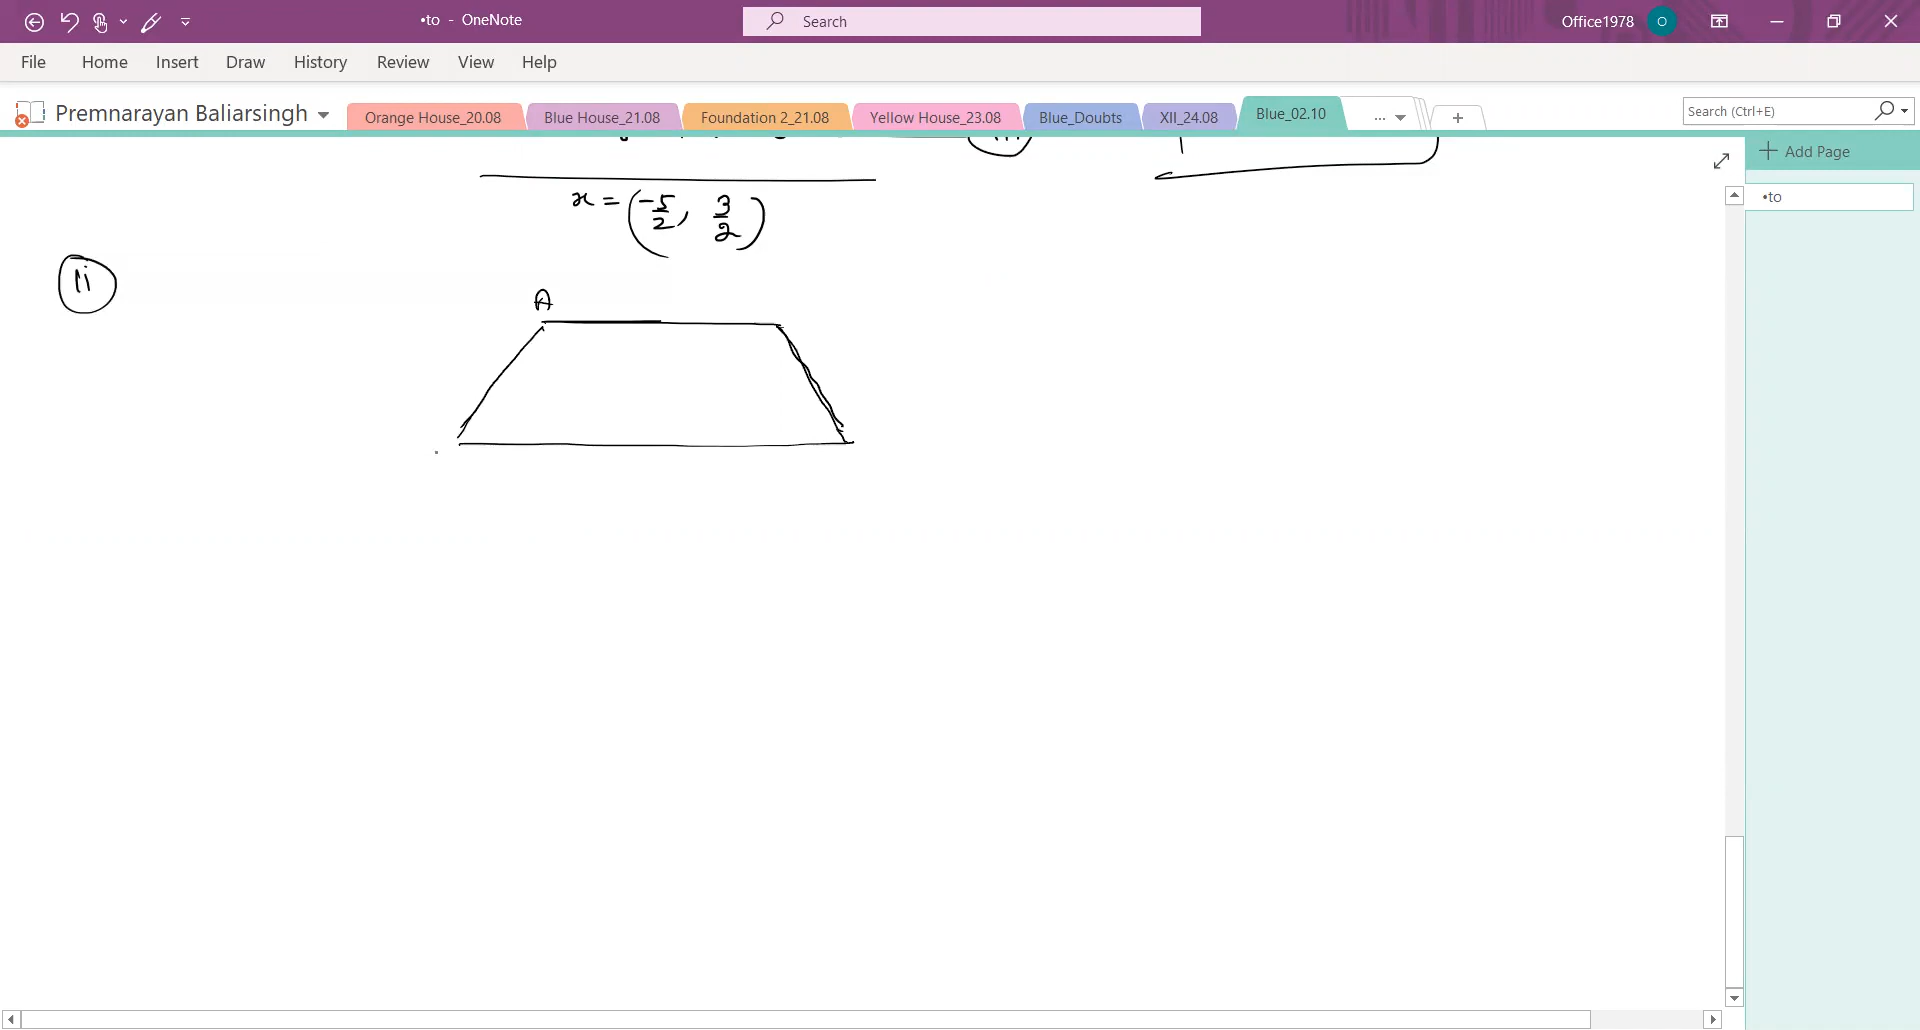 •to - OneNote
Search
Office1978
O
File Home Insert Draw History Review View Help
Premnarayan Baliarsingh
Orange House_20.08
Blue House_21.08
Foundation 2_21.08
Yellow House_23.08
Blue_Doubts
XII_24.08
Blue_02.10
...
+
Search (Ctrl+E)
+ Add Page
•to
x = (-5/2, 3/2)
ii
A